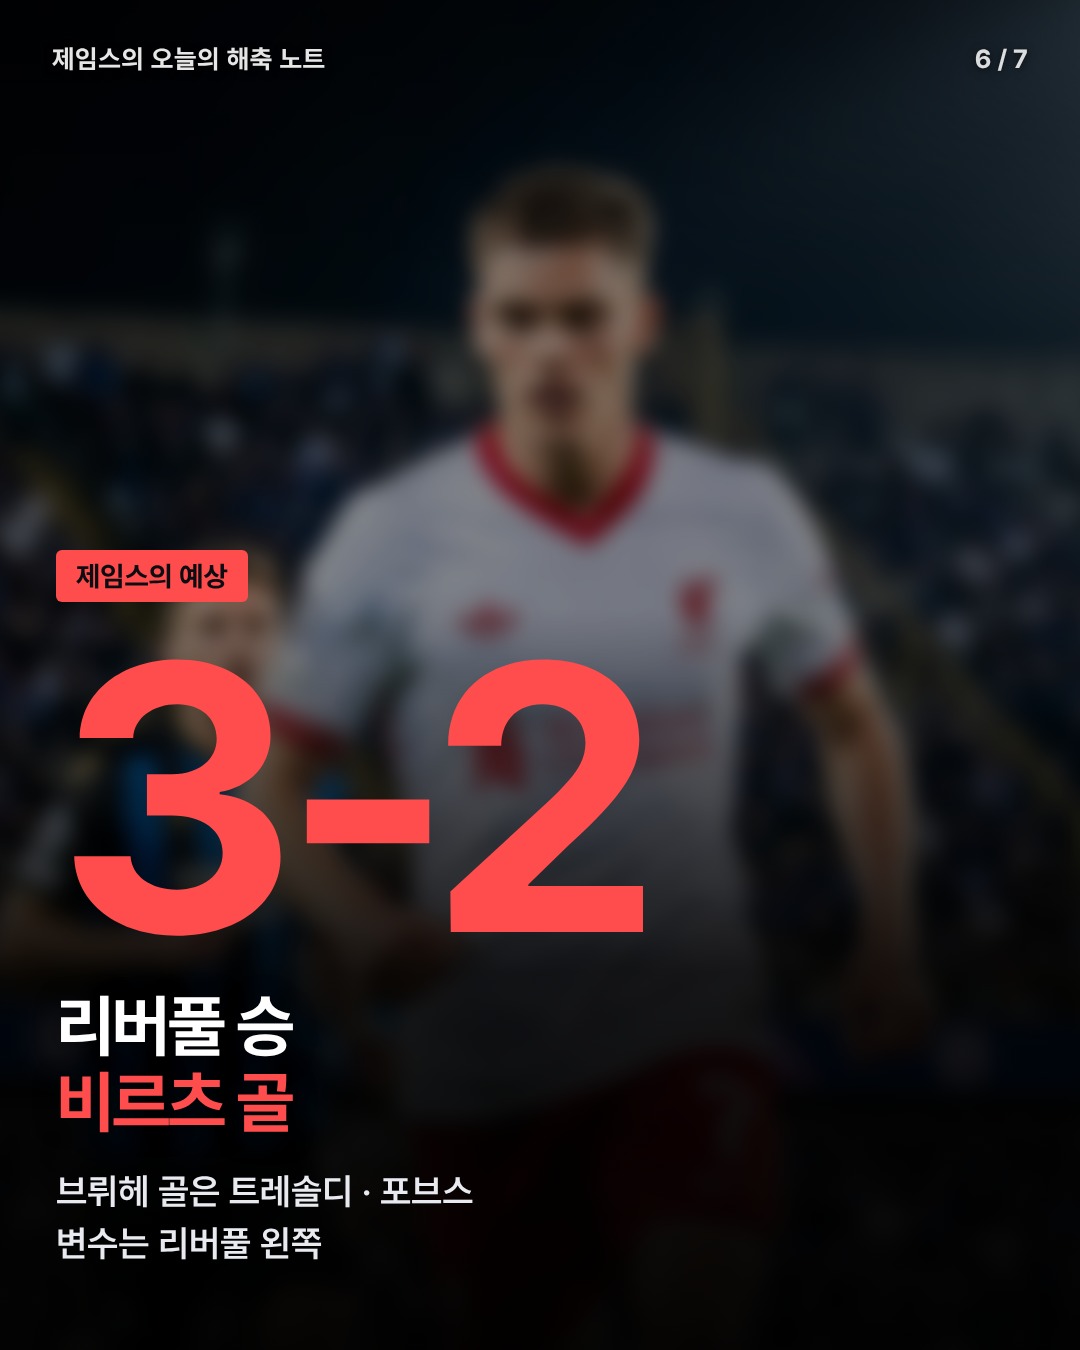 제임스의 오늘의 해축 노트
6 / 7
제임스의 예상
3-2
리버풀 승
비르츠 골
브뤼헤 골은 트레솔디 · 포브스
변수는 리버풀 왼쪽